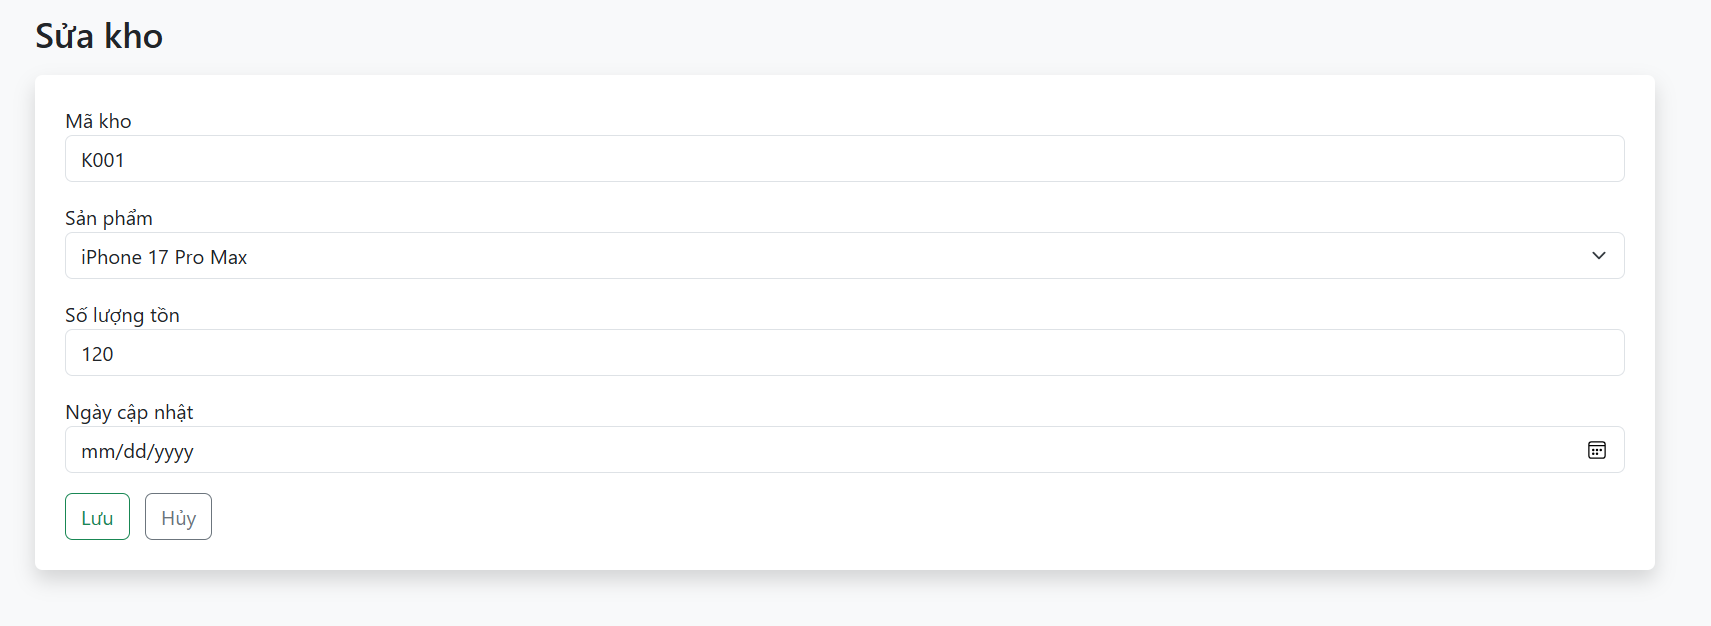 Sửa kho
Mã kho
K001
Sản phẩm
iPhone 17 Pro Max
Số lượng tồn
120
Ngày cập nhật
mm/dd/yyyy
Lưu Hủy